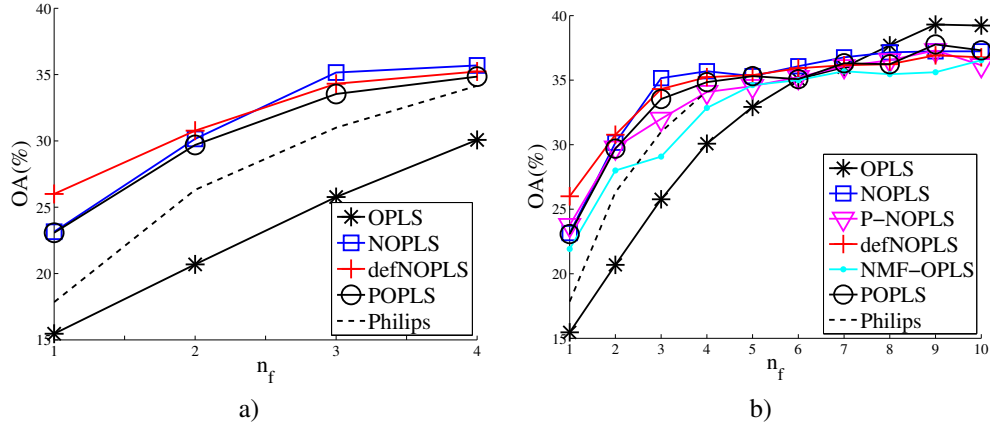 40
35
30
25
20
15
OA(%)
1
2
3
4
n_f
OPLS
NOPLS
defNOPLS
POPLS
Philips
a)
40
35
30
25
20
15
OA(%)
1 2 3 4 5 6 7 8 9 10
n_f
OPLS
NOPLS
P−NOPLS
defNOPLS
NMF−OPLS
POPLS
Philips
b)